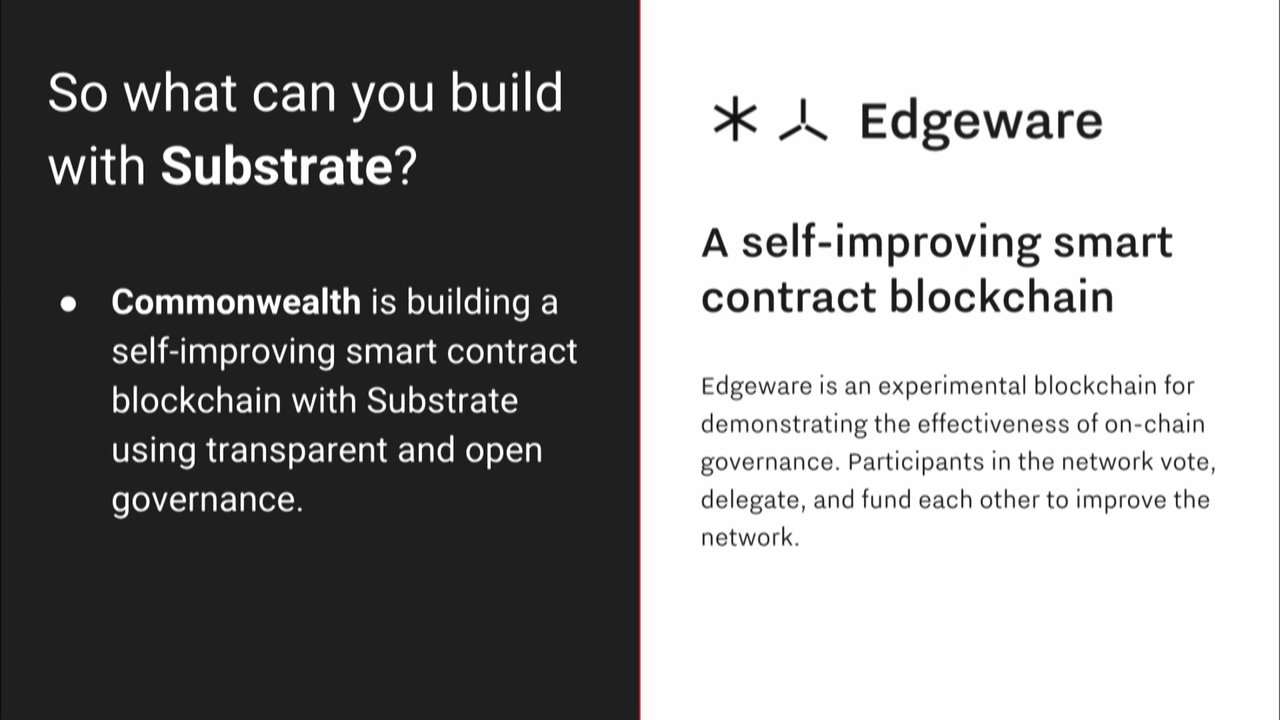 So what can you build
with Substrate?
● Commonwealth is building a
self-improving smart contract
blockchain with Substrate
using transparent and open
governance.
Edgeware
A self-improving smart
contract blockchain
Edgeware is an experimental blockchain for
demonstrating the effectiveness of on-chain
governance. Participants in the network vote,
delegate, and fund each other to improve the
network.